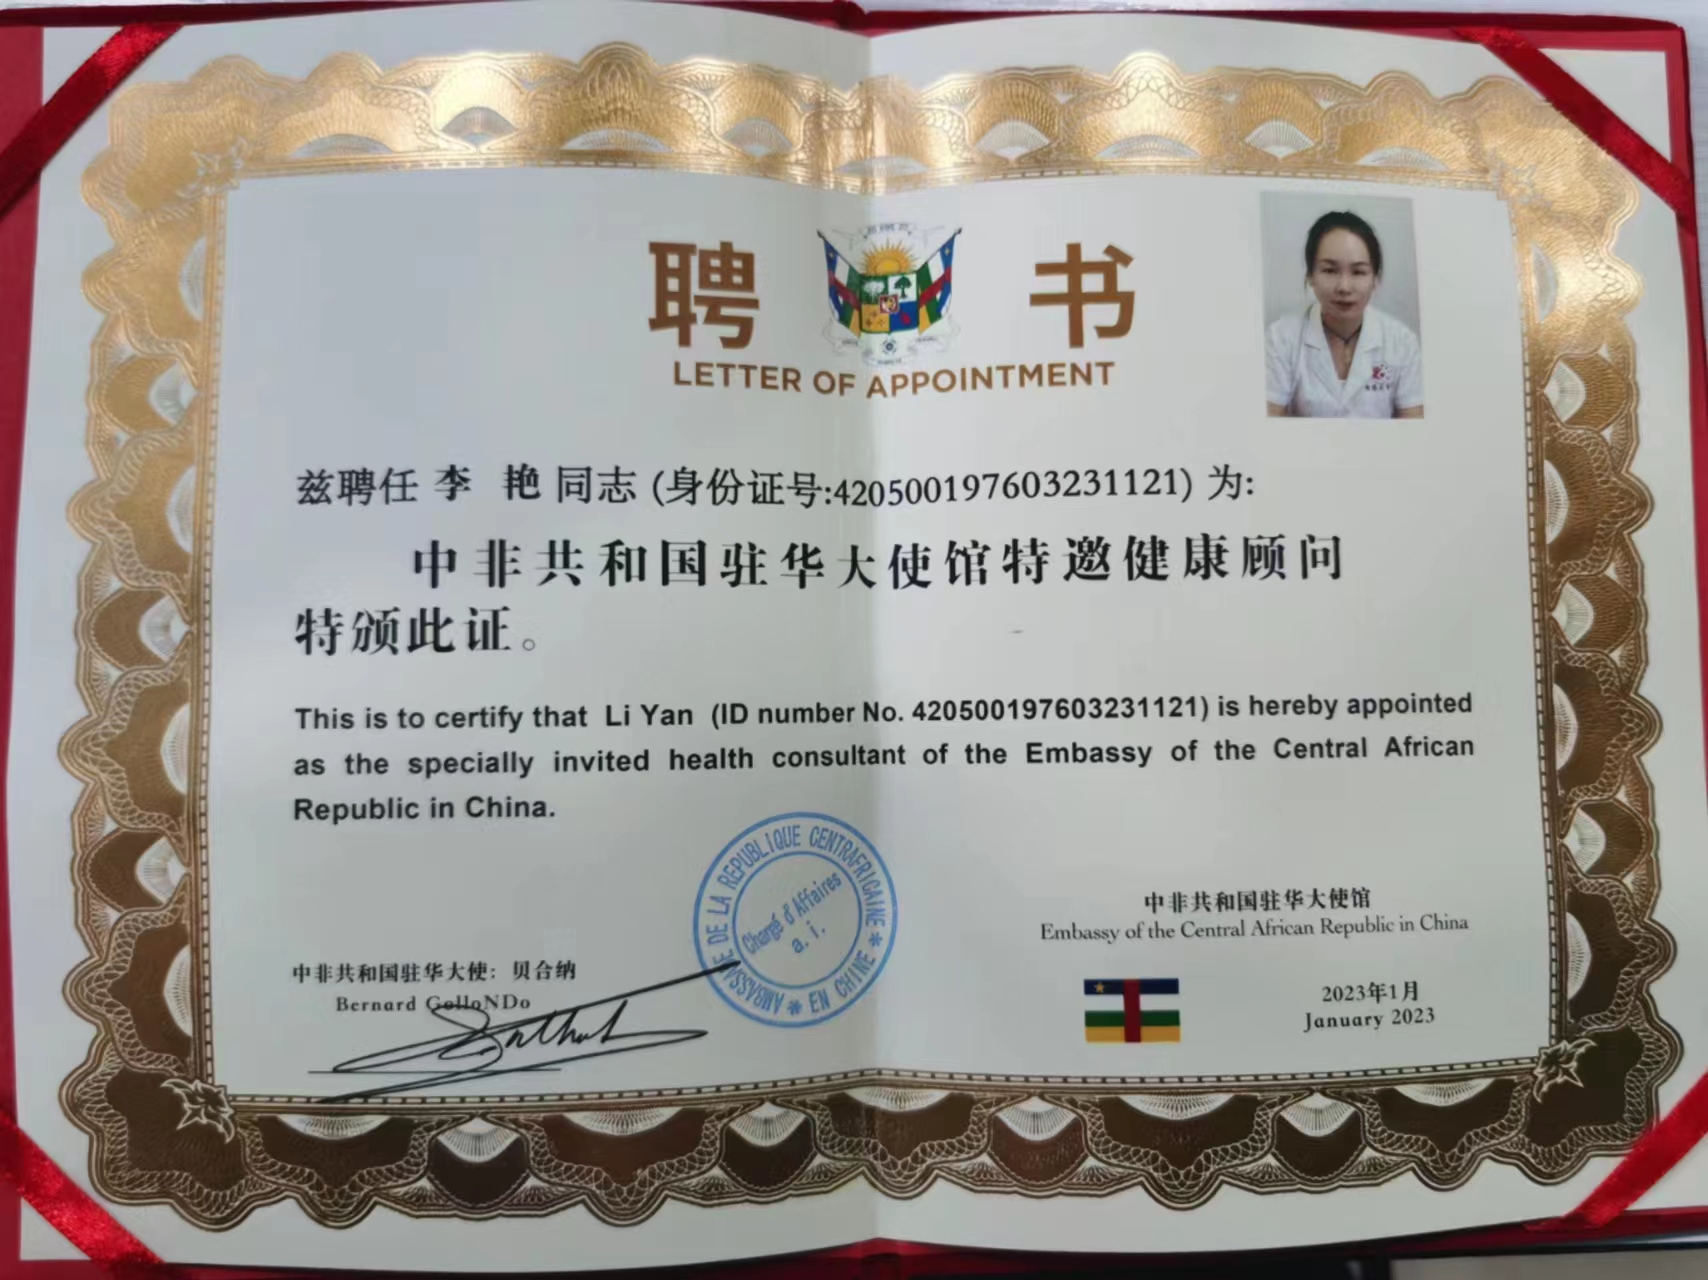 聘 书
LETTER OF APPOINTMENT
兹聘任 李 艳 同志 (身份证号:420500197603231121) 为:
中非共和国驻华大使馆特邀健康顾问
特颁此证。
This is to certify that Li Yan (ID number No. 420500197603231121) is hereby appointed
as the specially invited health consultant of the Embassy of the Central African
Republic in China.
AMBASSADE DE LA REPUBLIQUE CENTRAFRICAINE * EN CHINE *
Chargé d'Affaires
a. i.
中非共和国驻华大使馆
Embassy of the Central African Republic in China
中非共和国驻华大使: 贝合纳
Bernard GolloNDo
2023年1月
January 2023